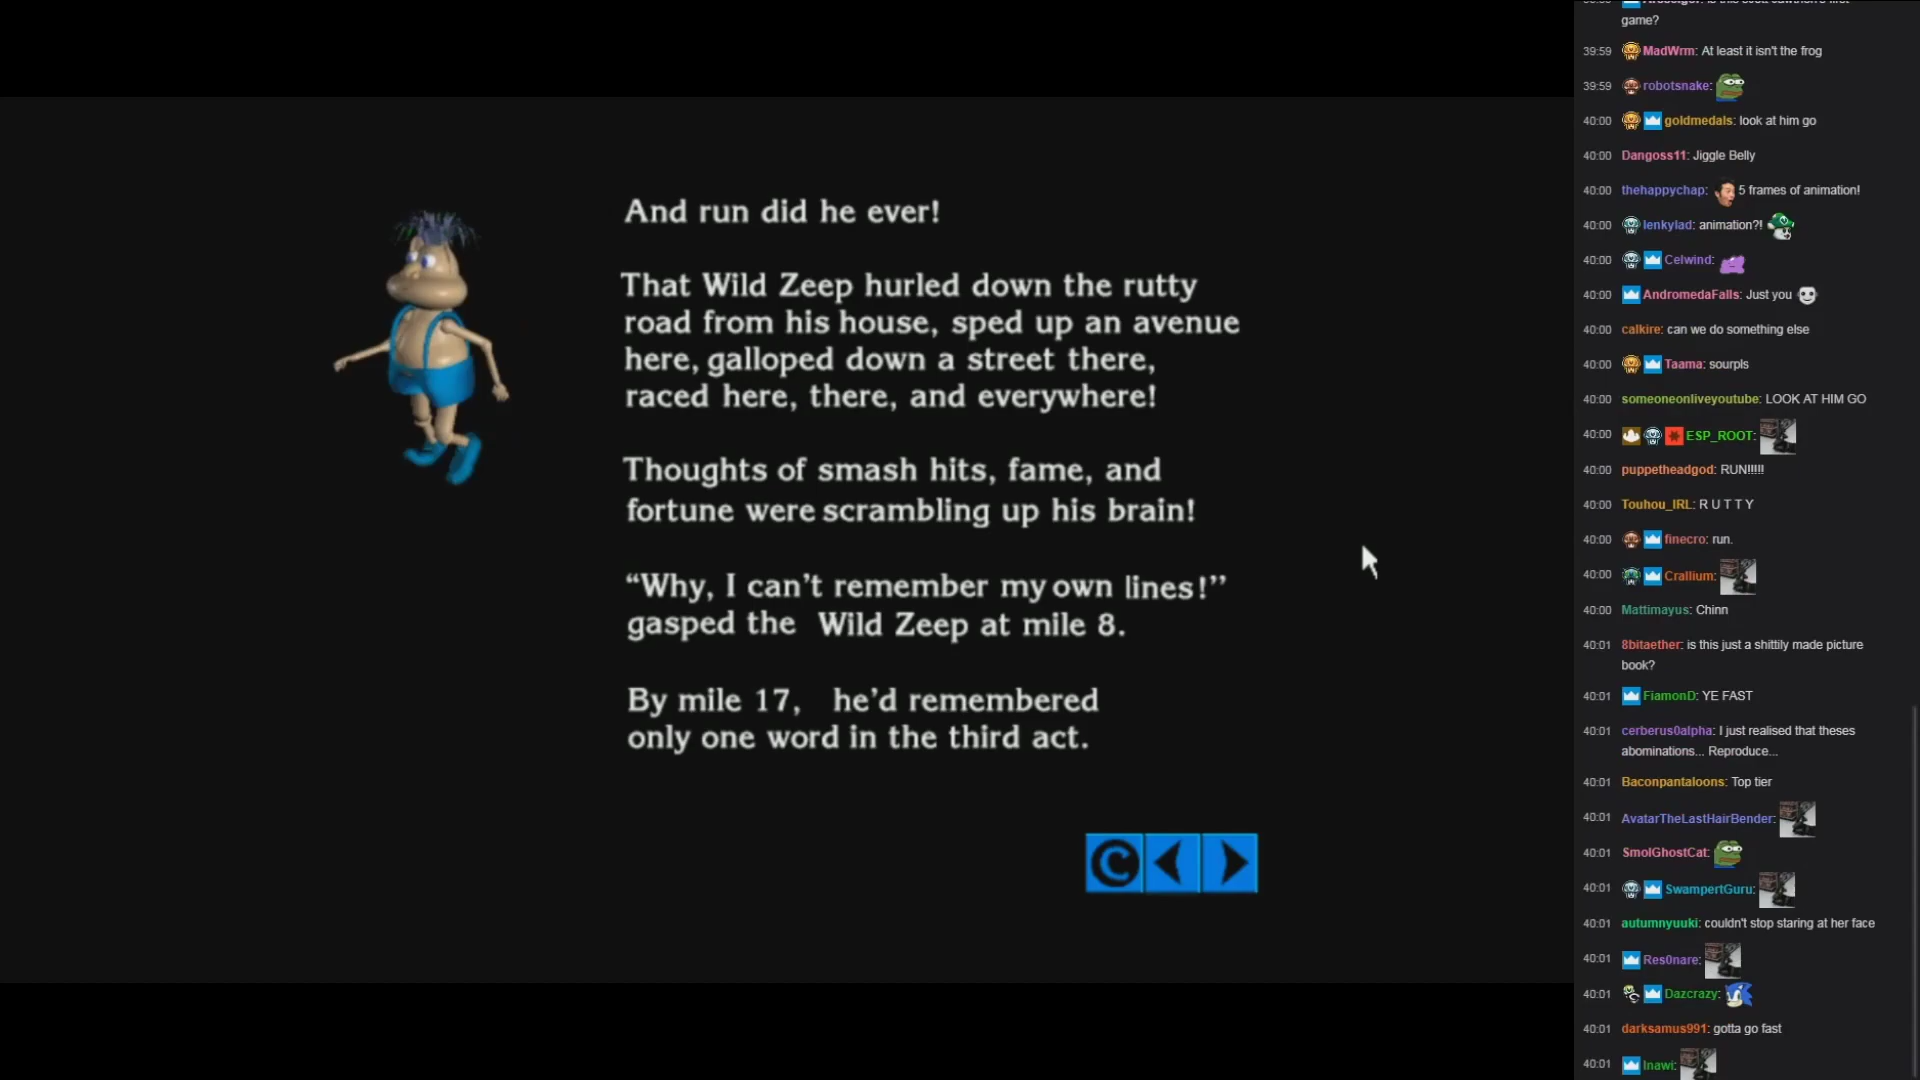 And run did he ever!
That Wild Zeep hurled down the rutty
road from his house, sped up an avenue
here, galloped down a street there,
raced here, there, and everywhere!
Thoughts of smash hits, fame, and
fortune were scrambling up his brain!
“Why, I can't remember my own lines!”
gasped the Wild Zeep at mile 8.
By mile 17, he'd remembered
only one word in the third act.
C
game?
39:59 MadWrm: At least it isn't the frog
39:59 robotsnake:
40:00 goldmedals: look at him go
40:00 Dangoss11: Jiggle Belly
40:00 thehappychap: 5 frames of animation!
40:00 lenkylad: animation?!
40:00 Celwind:
40:00 AndromedaFalls: Just you
40:00 calkire: can we do something else
40:00 Taama: sourpls
40:00 someoneonliveyoutube: LOOK AT HIM GO
40:00 ESP_ROOT:
40:00 puppetheadgod: RUN!!!!!
40:00 Touhou_IRL: R U T T Y
40:00 finecro: run.
40:00 Crallium:
40:00 Mattimayus: Chinn
40:01 8bitaether: is this just a shittily made picture
book?
40:01 FiamonD: YE FAST
40:01 cerberus0alpha: I just realised that theses
abominations... Reproduce...
40:01 Baconpantaloons: Top tier
40:01 AvatarTheLastHairBender:
40:01 SmolGhostCat:
40:01 SwampertGuru:
40:01 autumnyuuki: couldn't stop staring at her face
40:01 Res0nare:
40:01 Dazcrazy:
40:01 darksamus991: gotta go fast
40:01 Inawi: